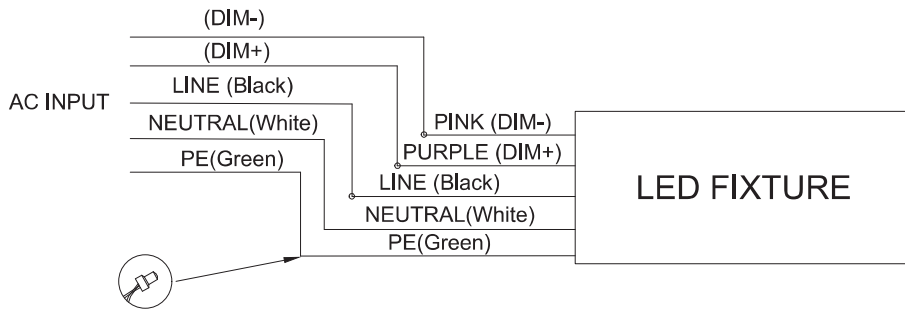 (DIM-)
(DIM+)
LINE (Black)
AC INPUT
NEUTRAL(White)
PE(Green)
PINK (DIM-)
PURPLE (DIM+)
LINE (Black)
NEUTRAL(White)
PE(Green)
LED FIXTURE